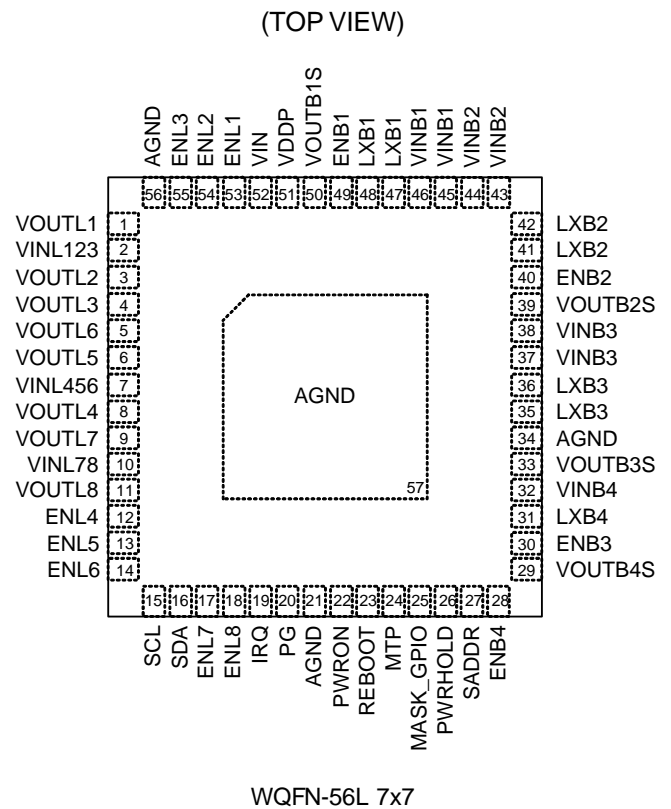 (TOP VIEW)
AGND
ENL3
ENL2
ENL1
VIN
VDDP
VOUTB1S
ENB1
LXB1
LXB1
VINB1
VINB1
VINB2
VINB2
56 55 54 53 52 51 50 49 48 47 46 45 44 43
VOUTL1 1
VINL123 2
VOUTL2 3
VOUTL3 4
VOUTL6 5
VOUTL5 6
VINL456 7
VOUTL4 8
VOUTL7 9
VINL78 10
VOUTL8 11
ENL4 12
ENL5 13
ENL6 14
AGND
57
42 LXB2
41 LXB2
40 ENB2
39 VOUTB2S
38 VINB3
37 VINB3
36 LXB3
35 LXB3
34 AGND
33 VOUTB3S
32 VINB4
31 LXB4
30 ENB3
29 VOUTB4S
15 16 17 18 19 20 21 22 23 24 25 26 27 28
SCL
SDA
ENL7
ENL8
IRQ
PG
AGND
PWRON
REBOOT
MTP
MASK_GPIO
PWRHOLD
SADDR
ENB4
WQFN-56L 7x7